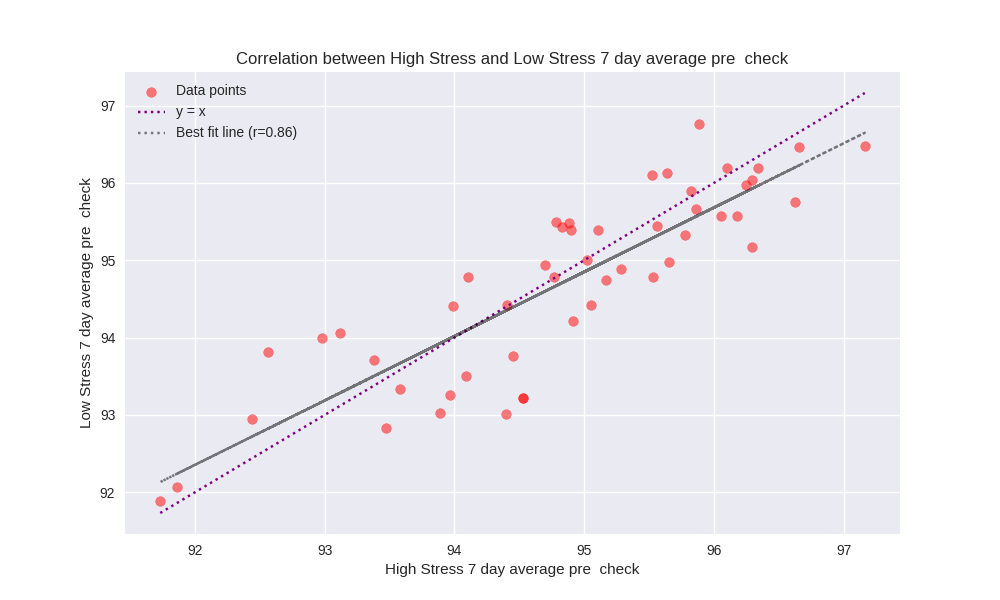 Correlation between High Stress and Low Stress 7 day average pre  check
Data points
y = x
Best fit line (r=0.86)
Low Stress 7 day average pre  check
97
96
95
94
93
92
92 93 94 95 96 97
High Stress 7 day average pre  check